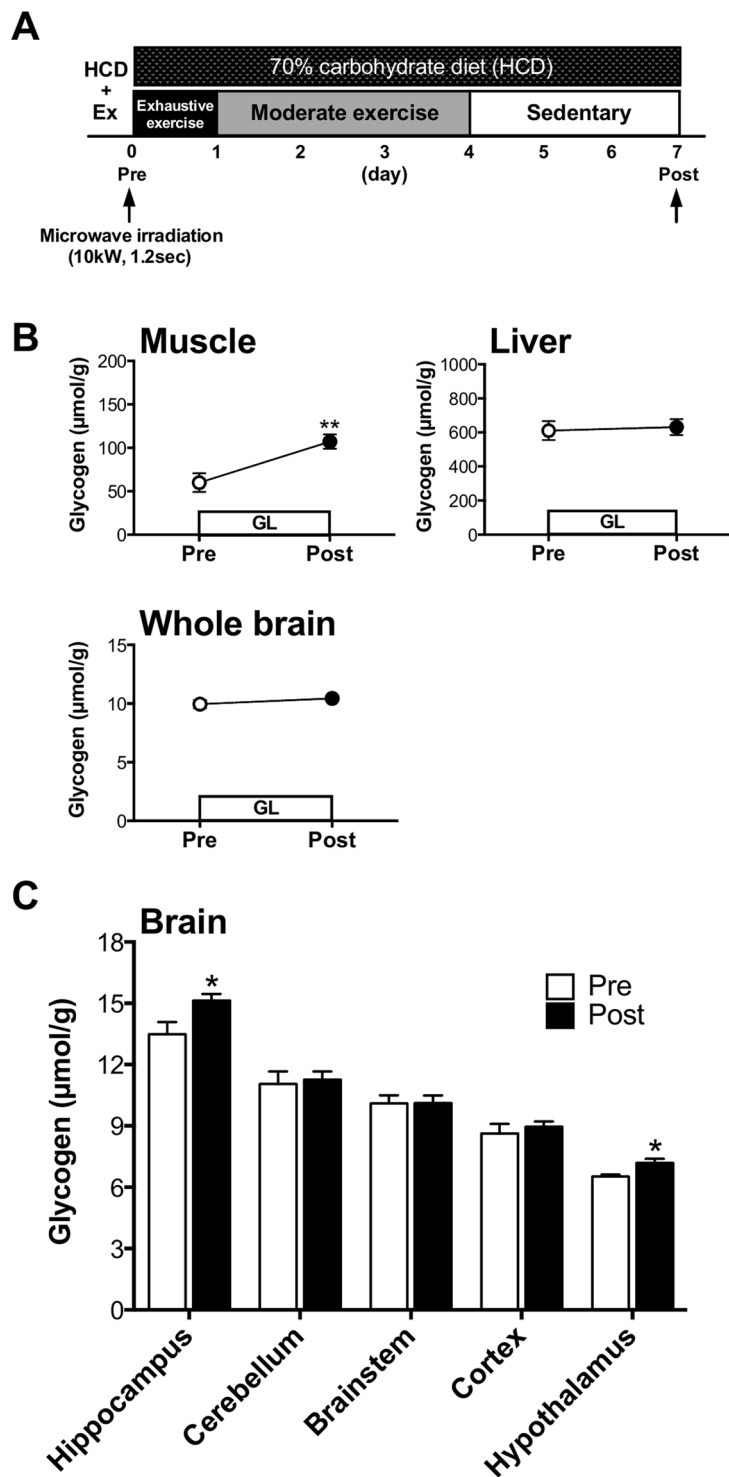 A
HCD
+
Ex
70% carbohydrate diet (HCD)
Exhaustive
exercise
Moderate exercise
Sedentary
0 1 2 3 4 5 6 7
Pre
(day)
Post
Microwave irradiation
(10kW, 1.2sec)
B
Muscle
Glycogen (μmol/g)
200
150
100
50
0
**
GL
Pre Post
Liver
Glycogen (μmol/g)
1000
800
600
400
200
0
GL
Pre Post
Whole brain
Glycogen (μmol/g)
15
10
5
0
GL
Pre Post
C
Brain
Glycogen (μmol/g)
18
15
12
9
6
3
0
*
*
Pre
Post
Hippocampus
Cerebellum
Brainstem
Cortex
Hypothalamus